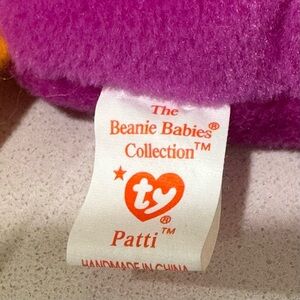 The
Beanie Babies®
Collection™
ty®
Patti™
HANDMADE IN CHINA